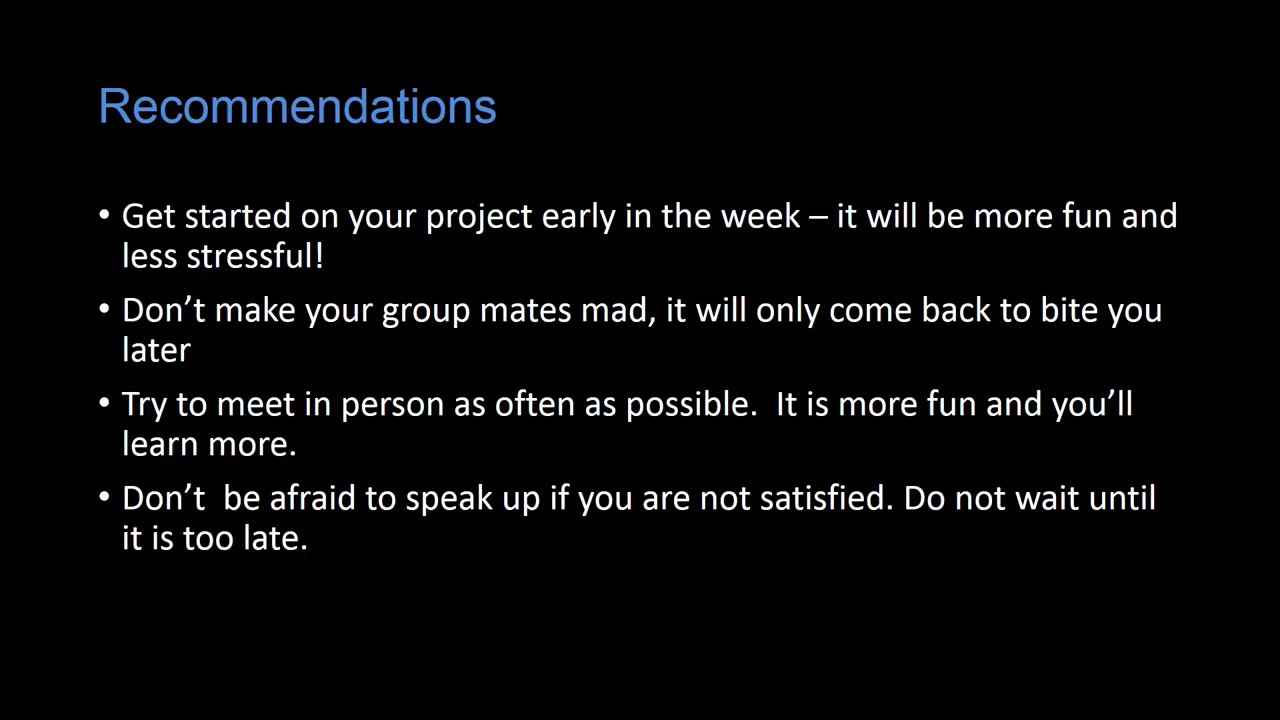 Recommendations
• Get started on your project early in the week – it will be more fun and
less stressful!
• Don’t make your group mates mad, it will only come back to bite you
later
• Try to meet in person as often as possible.  It is more fun and you’ll
learn more.
• Don’t  be afraid to speak up if you are not satisfied. Do not wait until
it is too late.